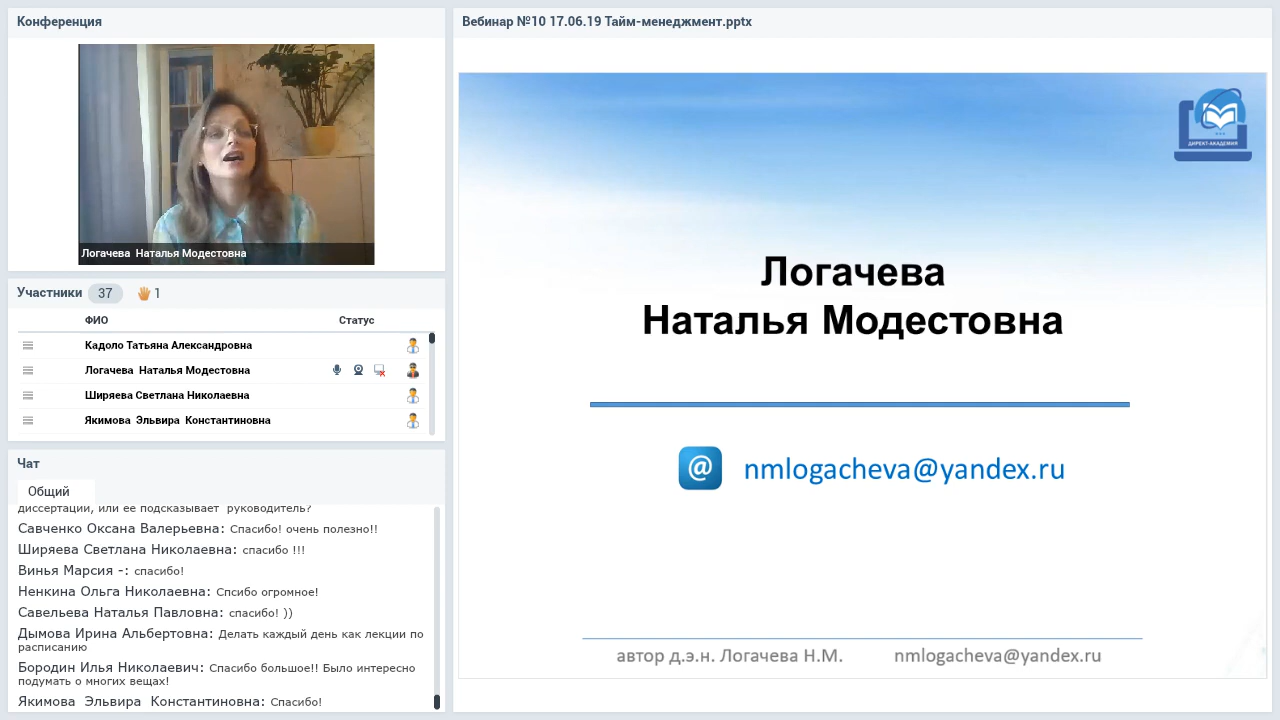 Конференция
Логачева Наталья Модестовна
Участники 37 1
ФИО Статус
Кадоло Татьяна Александровна
Логачева Наталья Модестовна
Ширяева Светлана Николаевна
Якимова Эльвира Константиновна
Чат
Общий
диссертации, или ее подсказывает руководитель?
Савченко Оксана Валерьевна: Спасибо! очень полезно!!
Ширяева Светлана Николаевна: спасибо !!!
Винья Марсия -: спасибо!
Ненкина Ольга Николаевна: Спсибо огромное!
Савельева Наталья Павловна: спасибо! ))
Дымова Ирина Альбертовна: Делать каждый день как лекции по
расписанию
Бородин Илья Николаевич: Спасибо большое!! Было интересно
подумать о многих вещах!
Якимова Эльвира Константиновна: Спасибо!
Вебинар №10 17.06.19 Тайм-менеджмент.pptx
ДИРЕКТ-АКАДЕМИЯ
Логачева
Наталья Модестовна
@ nmlogacheva@yandex.ru
автор д.э.н. Логачева Н.М. nmlogacheva@yandex.ru